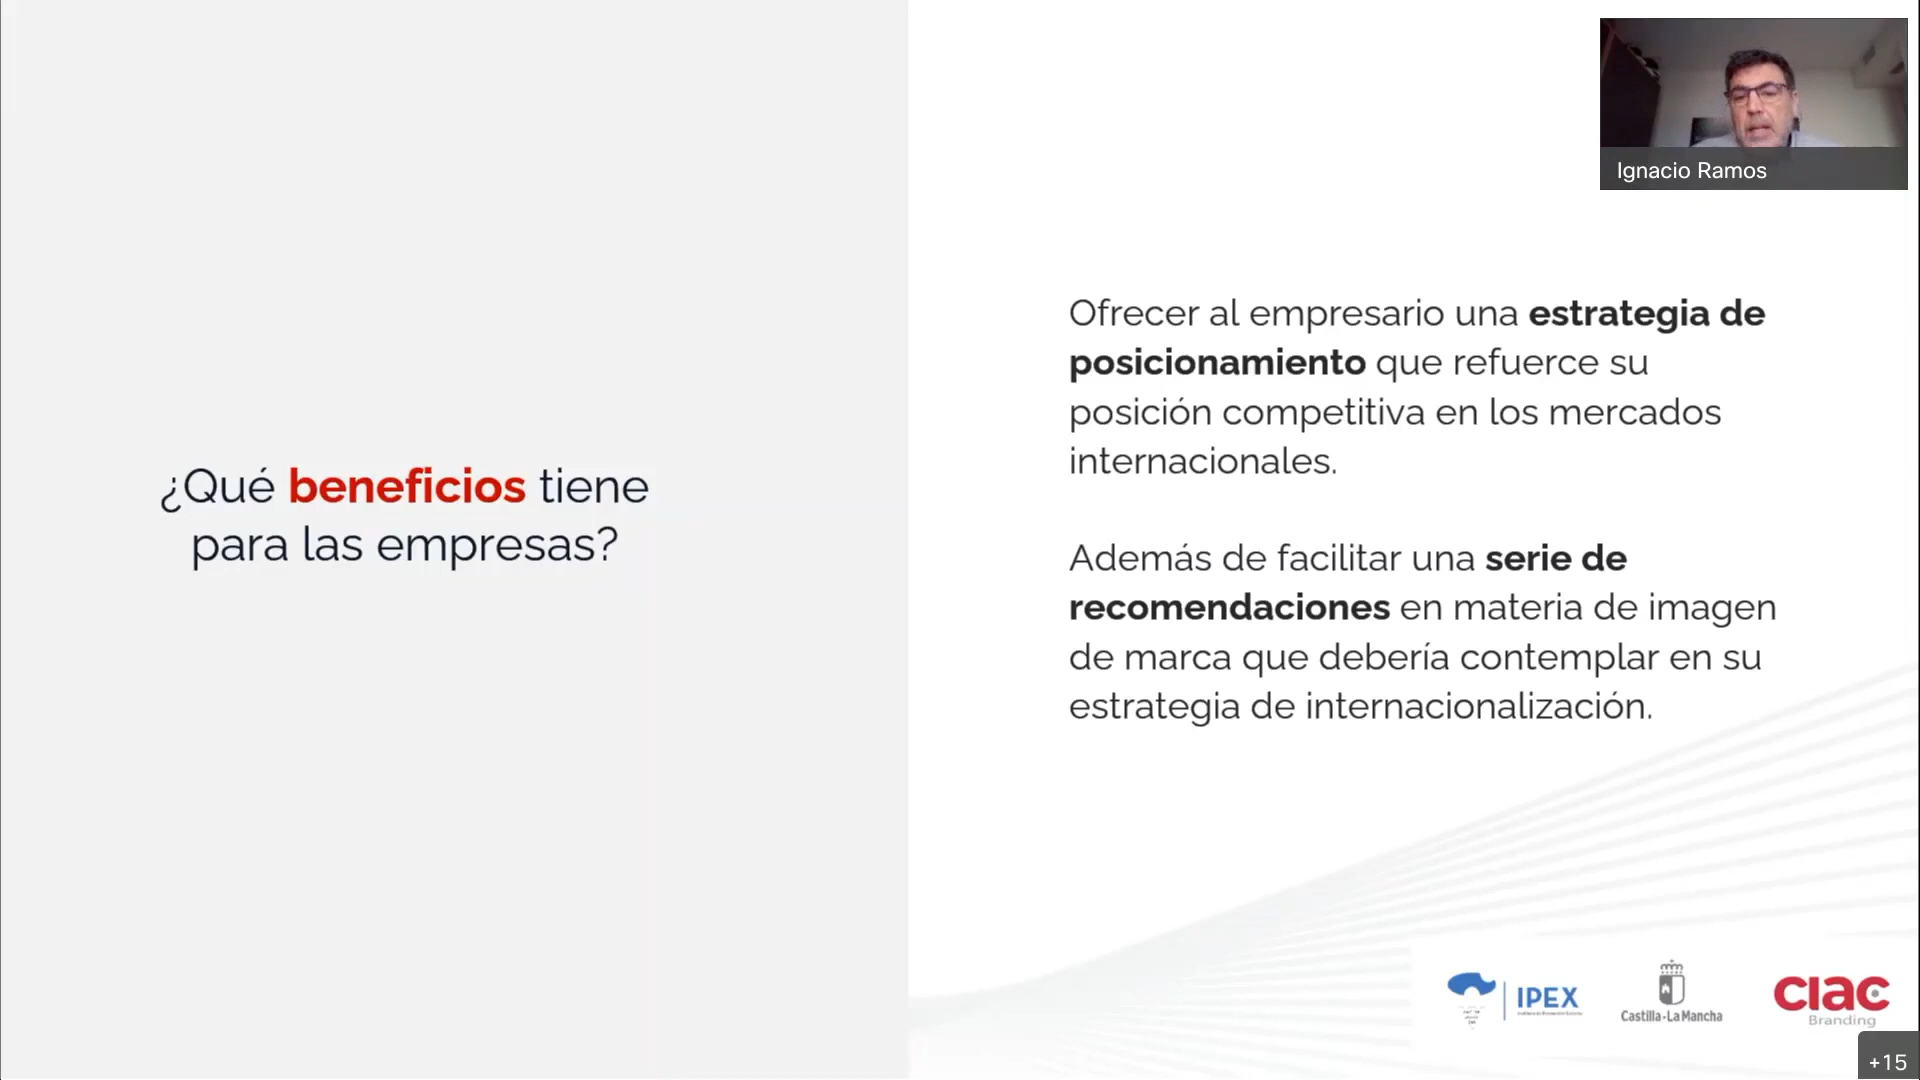 Ignacio Ramos
¿Qué beneficios tiene
para las empresas?
Ofrecer al empresario una estrategia de
posicionamiento que refuerce su
posición competitiva en los mercados
internacionales.
Además de facilitar una serie de
recomendaciones en materia de imagen
de marca que debería contemplar en su
estrategia de internacionalización.
IPEX
Castilla-La Mancha
CIAC
Branding
+15